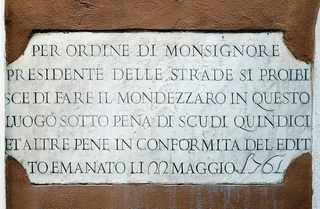 PER ORDINE DI MONSIGNORE
PRESIDENTE DELLE STRADE SI PROIBI
SCE DI FARE IL MONDEZZARO IN QUESTO
LUOGO SOTTO PENA DI SCUDI QUINDICI
ET ALTRE PENE IN CONFORMITA DEL EDIT
TO EMANATO LI MAGGIO 1761